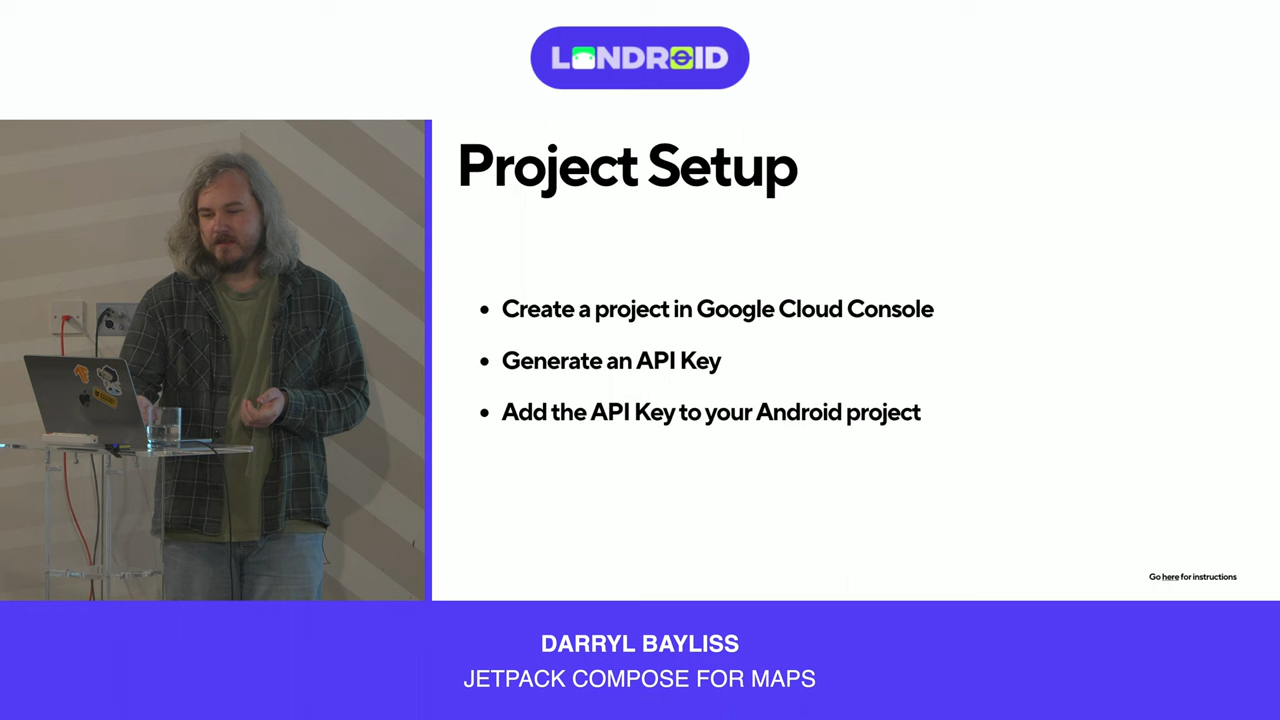 LONDROID
Project Setup
• Create a project in Google Cloud Console
• Generate an API Key
• Add the API Key to your Android project
Go here for instructions
DARRYL BAYLISS
JETPACK COMPOSE FOR MAPS